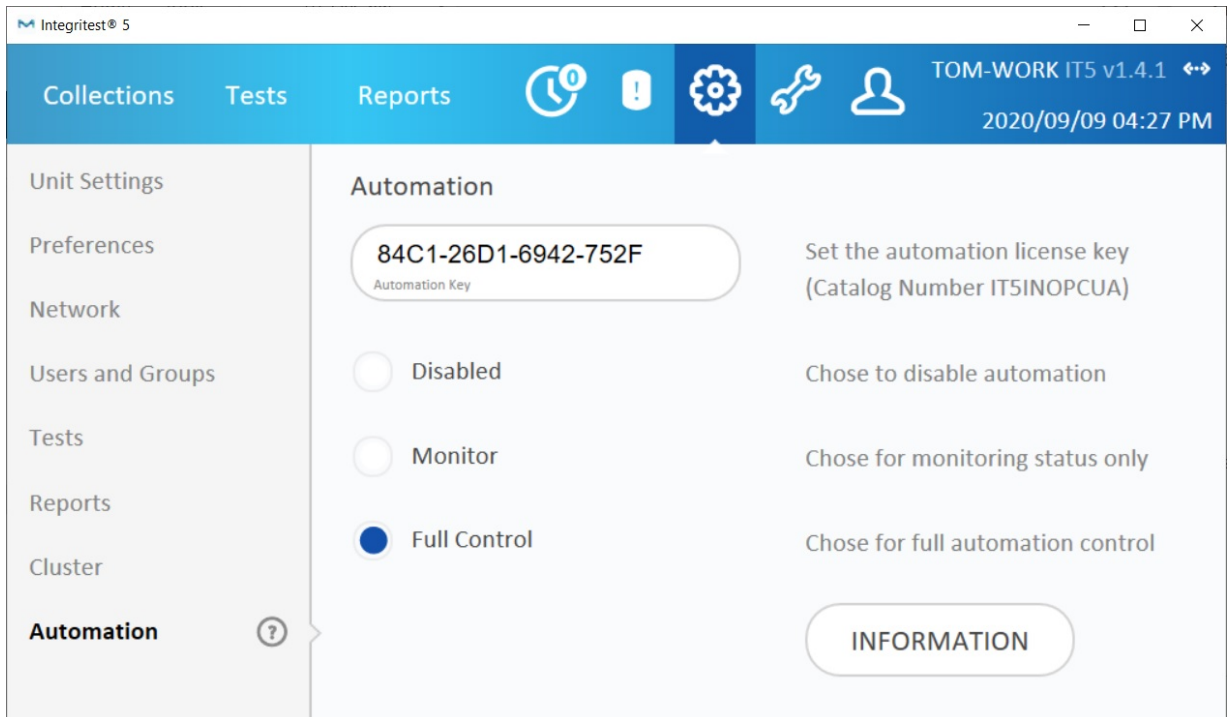 Integritest® 5
Collections Tests Reports 0 ! TOM-WORK IT5 v1.4.1
2020/09/09 04:27 PM
Unit Settings
Preferences
Network
Users and Groups
Tests
Reports
Cluster
Automation ?
Automation
84C1-26D1-6942-752F
Automation Key
Set the automation license key
(Catalog Number IT5INOPCUA)
Disabled
Chose to disable automation
Monitor
Chose for monitoring status only
Full Control
Chose for full automation control
INFORMATION